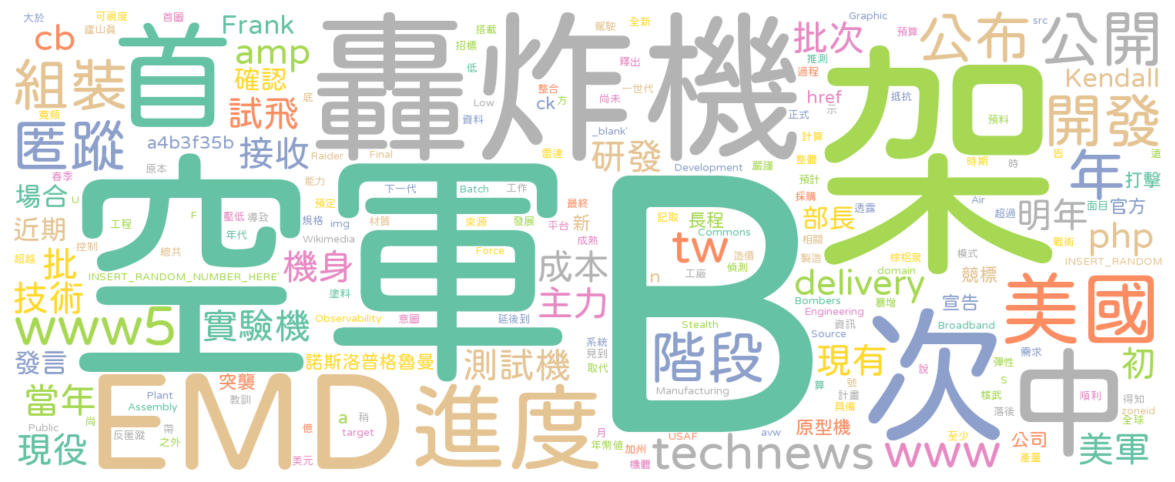 大於
可視度
首圖
廬山真
cb
Frank
amp
首
轟炸機
搭載
招標
低
駕駛
全新
預算
釋出
Graphic
src
批次
推測
過程
公布
公開
Kendall
組裝
確認
試飛
寬頻
匿蹤
a4b3f35b
接收
底
Low
資料
ck
方
整合
尚未
一世代
示
_blank'
href
正式
抵抗
計算
架
預料
開發
春季
原本
Raider
Final
雷達
研發
Development
嚴謹
整體
時期
時
皆
遠
場合
U
空軍
能力
預定
下一代
Batch
工作
最終
預計
採購
年
打擊
近期
工程
F
壓低
導致
規格
img
材質
來源
發展
平台
新
記取
長程
Commons
部長
透露
Air
超過
明年
面目
官方
控制
總共
年代
Wikimedia
Force
成熟
B
tw
造價
相關
製造
戰術
php
超越
批
INSERT_RANDOM_NUMBER_HERE'
機身
成本
n
工廠
偵測
棕梠泉
模式
競標
domain
INSERT_RANDOM
技術
塗料
意圖
主力
delivery
暴增
美國
www5
實驗機
Observability
延後到
Stealth
Bombers
Engineering
宣告
資訊
Source
Broadband
次
中
初
發言
諾斯洛普格魯曼
測試機
系統
見到
取代
階段
現有
彈性
需求
說
算
號
S
核武
順利
得知
zoneid
當年
突襲
教訓
EMD
進度
Manufacturing
計畫
具備
落後
全球
Plant
Assembly
尚
Public
反匿蹤
帶
之外
a
稍
target
億
美元
月
年幣值
加州
機體
USAF
avw
原型機
至少
公司
產量
美軍
現役
technews
www